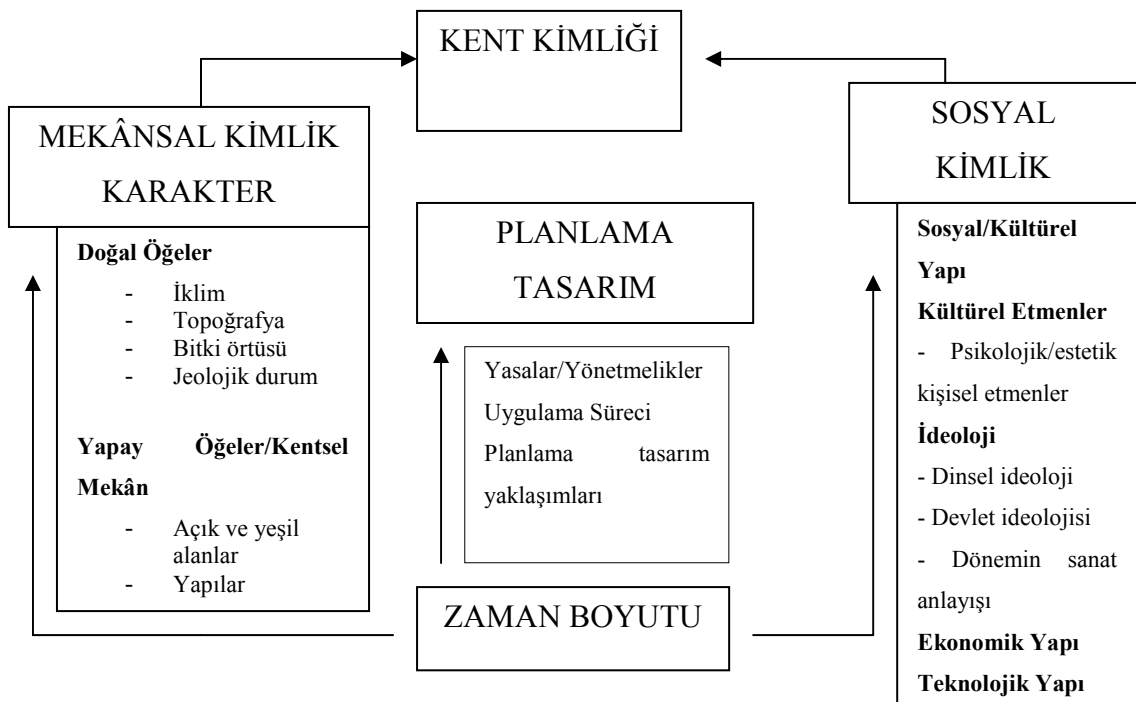 KENT KİMLİĞİ
MEKÂNSAL KİMLİK
KARAKTER
Doğal Öğeler
- İklim
- Topoğrafya
- Bitki örtüsü
- Jeolojik durum
Yapay Öğeler/Kentsel
Mekân
- Açık ve yeşil
alanlar
- Yapılar
PLANLAMA
TASARIM
Yasalar/Yönetmelikler
Uygulama Süreci
Planlama tasarım
yaklaşımları
ZAMAN BOYUTU
SOSYAL
KİMLİK
Sosyal/Kültürel
Yapı
Kültürel Etmenler
- Psikolojik/estetik
kişisel etmenler
İdeoloji
- Dinsel ideoloji
- Devlet ideolojisi
- Dönemin sanat
anlayışı
Ekonomik Yapı
Teknolojik Yapı